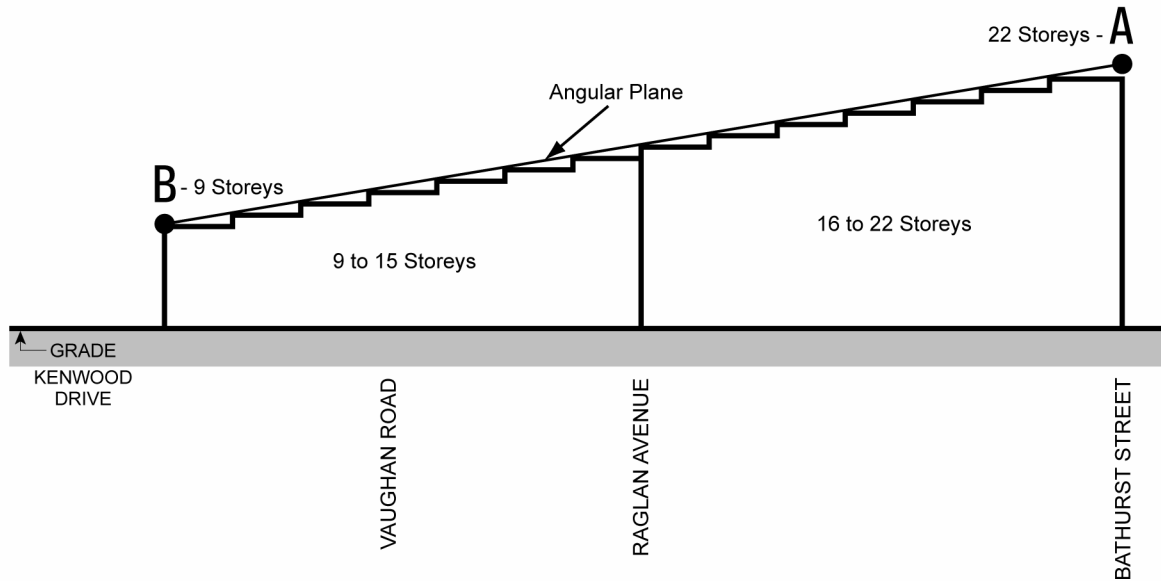 22 Storeys - A
Angular Plane
B - 9 Storeys
16 to 22 Storeys
9 to 15 Storeys
GRADE
KENWOOD
DRIVE
VAUGHAN ROAD
RAGLAN AVENUE
BATHURST STREET